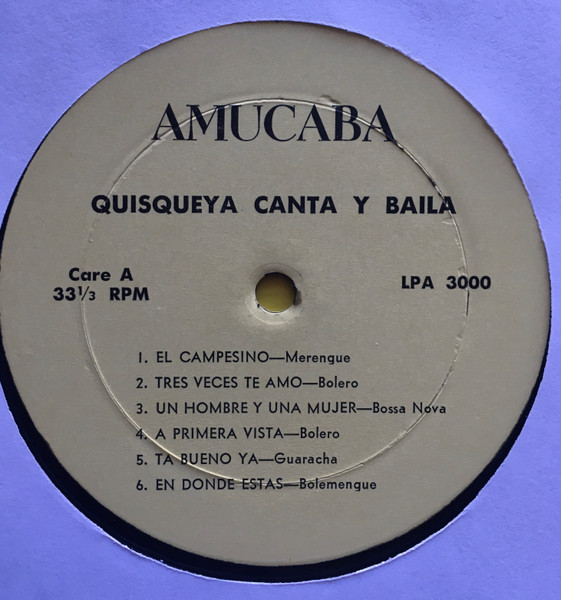 AMUCABA
QUISQUEYA CANTA Y BAILA
Care A
33⅓ RPM
LPA 3000
1. EL CAMPESINO—Merengue
2. TRES VECES TE AMO—Bolero
3. UN HOMBRE Y UNA MUJER—Bossa Nova
4. A PRIMERA VISTA—Bolero
5. TA BUENO YA—Guaracha
6. EN DONDE ESTAS—Bolemengue